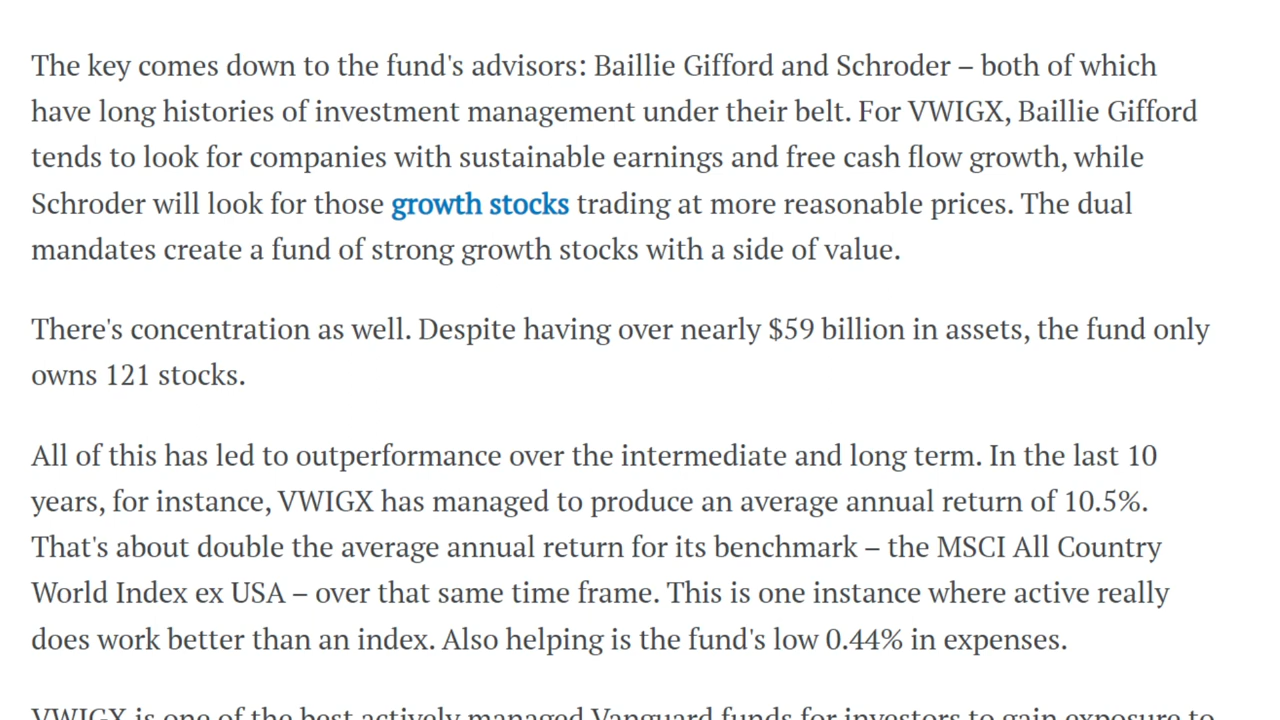 The key comes down to the fund's advisors: Baillie Gifford and Schroder – both of which
have long histories of investment management under their belt. For VWIGX, Baillie Gifford
tends to look for companies with sustainable earnings and free cash flow growth, while
Schroder will look for those growth stocks trading at more reasonable prices. The dual
mandates create a fund of strong growth stocks with a side of value.
There's concentration as well. Despite having over nearly $59 billion in assets, the fund only
owns 121 stocks.
All of this has led to outperformance over the intermediate and long term. In the last 10
years, for instance, VWIGX has managed to produce an average annual return of 10.5%.
That's about double the average annual return for its benchmark – the MSCI All Country
World Index ex USA – over that same time frame. This is one instance where active really
does work better than an index. Also helping is the fund's low 0.44% in expenses.
VWIGX is one of the best actively managed Vanguard funds for investors to gain exposure to